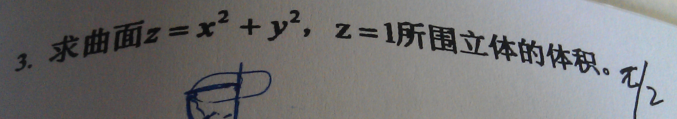 3. 求曲面z = x² + y², z = 1所围立体的体积。π/2